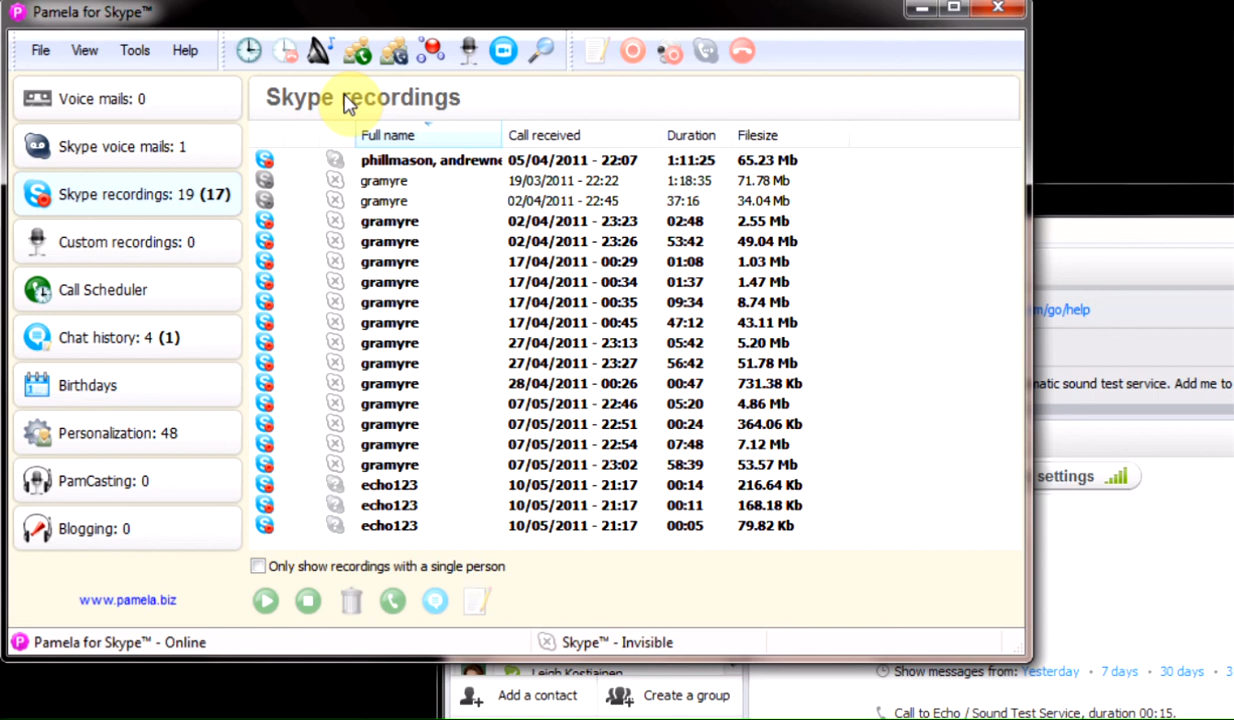 Pamela for Skype™
File View Tools Help
Voice mails: 0
Skype voice mails: 1
Skype recordings: 19 (17)
Custom recordings: 0
Call Scheduler
Chat history: 4 (1)
Birthdays
Personalization: 48
PamCasting: 0
Blogging: 0
www.pamela.biz
Skype recordings
Full name Call received Duration Filesize
phillmason, andrewne 05/04/2011 - 22:07 1:11:25 65.23 Mb
gramyre 19/03/2011 - 22:22 1:18:35 71.78 Mb
gramyre 02/04/2011 - 22:45 37:16 34.04 Mb
gramyre 02/04/2011 - 23:23 02:48 2.55 Mb
gramyre 02/04/2011 - 23:26 53:42 49.04 Mb
gramyre 17/04/2011 - 00:29 01:08 1.03 Mb
gramyre 17/04/2011 - 00:34 01:37 1.47 Mb
gramyre 17/04/2011 - 00:35 09:34 8.74 Mb
gramyre 17/04/2011 - 00:45 47:12 43.11 Mb
gramyre 27/04/2011 - 23:13 05:42 5.20 Mb
gramyre 27/04/2011 - 23:27 56:42 51.78 Mb
gramyre 28/04/2011 - 00:26 00:47 731.38 Kb
gramyre 07/05/2011 - 22:46 05:20 4.86 Mb
gramyre 07/05/2011 - 22:51 00:24 364.06 Kb
gramyre 07/05/2011 - 22:54 07:48 7.12 Mb
gramyre 07/05/2011 - 23:02 58:39 53.57 Mb
echo123 10/05/2011 - 21:17 00:14 216.64 Kb
echo123 10/05/2011 - 21:17 00:11 168.18 Kb
echo123 10/05/2011 - 21:17 00:05 79.82 Kb
Only show recordings with a single person
Pamela for Skype™ - Online
Skype™ - Invisible
m/go/help
matic sound test service. Add me to
settings
Leigh Kostiainen
Add a contact Create a group
Show messages from: Yesterday • 7 days • 30 days • 3
Call to Echo / Sound Test Service, duration 00:15.